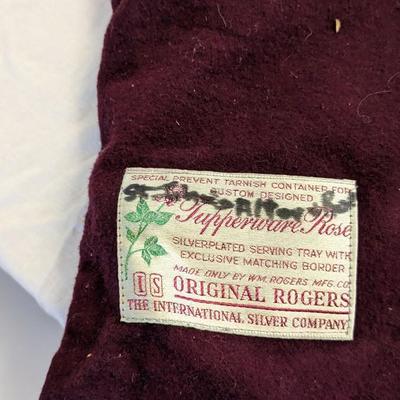 SPECIAL PREVENT TARNISH CONTAINER FOR
CUSTOM DESIGNED
Tupperware Rose
SILVERPLATED SERVING TRAY WITH
EXCLUSIVE MATCHING BORDER
MADE ONLY BY WM. ROGERS MFG. CO.
IS ORIGINAL ROGERS
THE INTERNATIONAL SILVER COMPANY